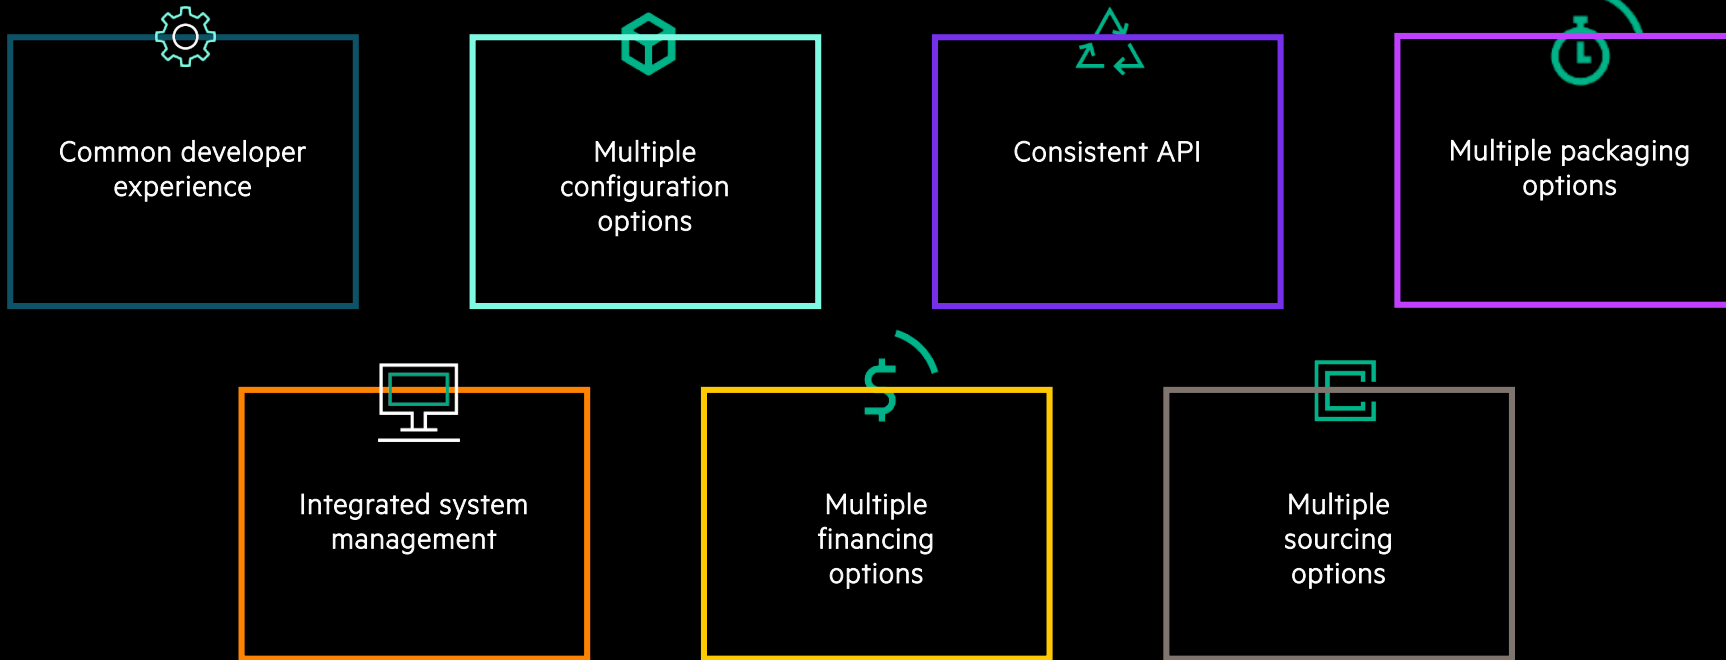 Common developer
experience
Multiple
configuration
options
Consistent API
Multiple packaging
options
Integrated system
management
Multiple
financing
options
Multiple
sourcing
options